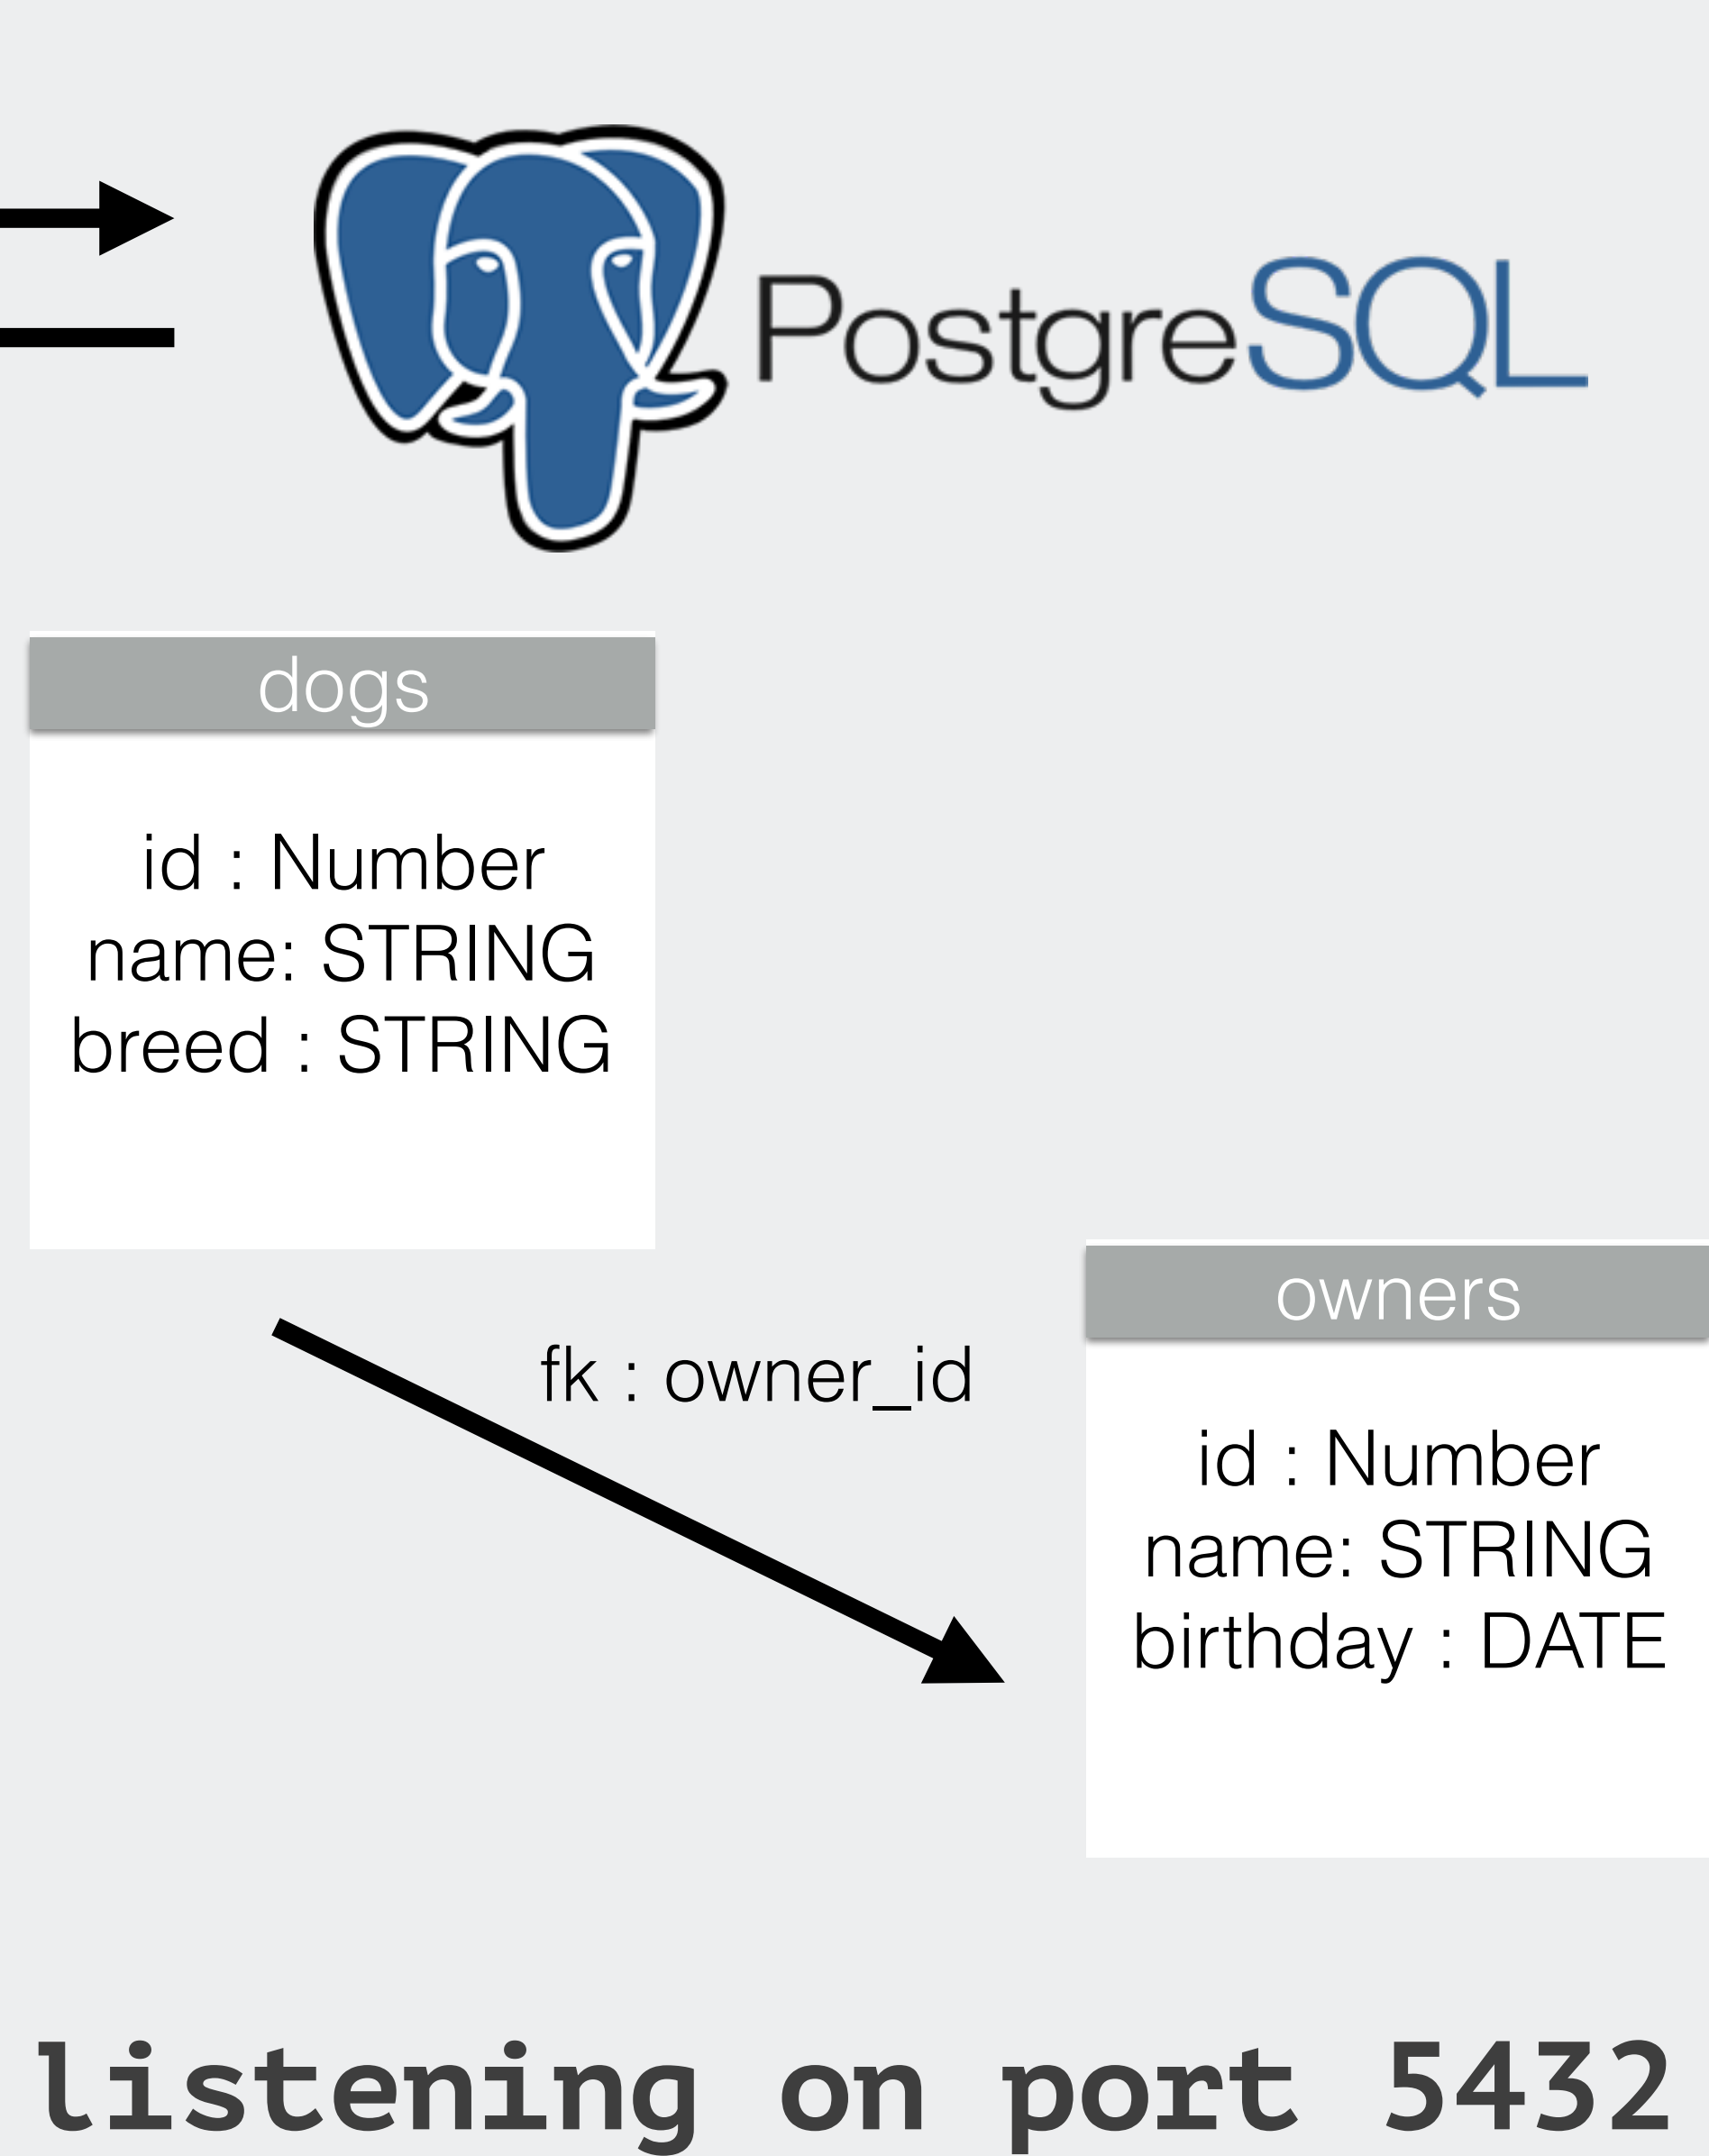 PostgreSQL
dogs
id : Number
name: STRING
breed : STRING
fk : owner_id
owners
id : Number
name: STRING
birthday : DATE
listening on port 5432